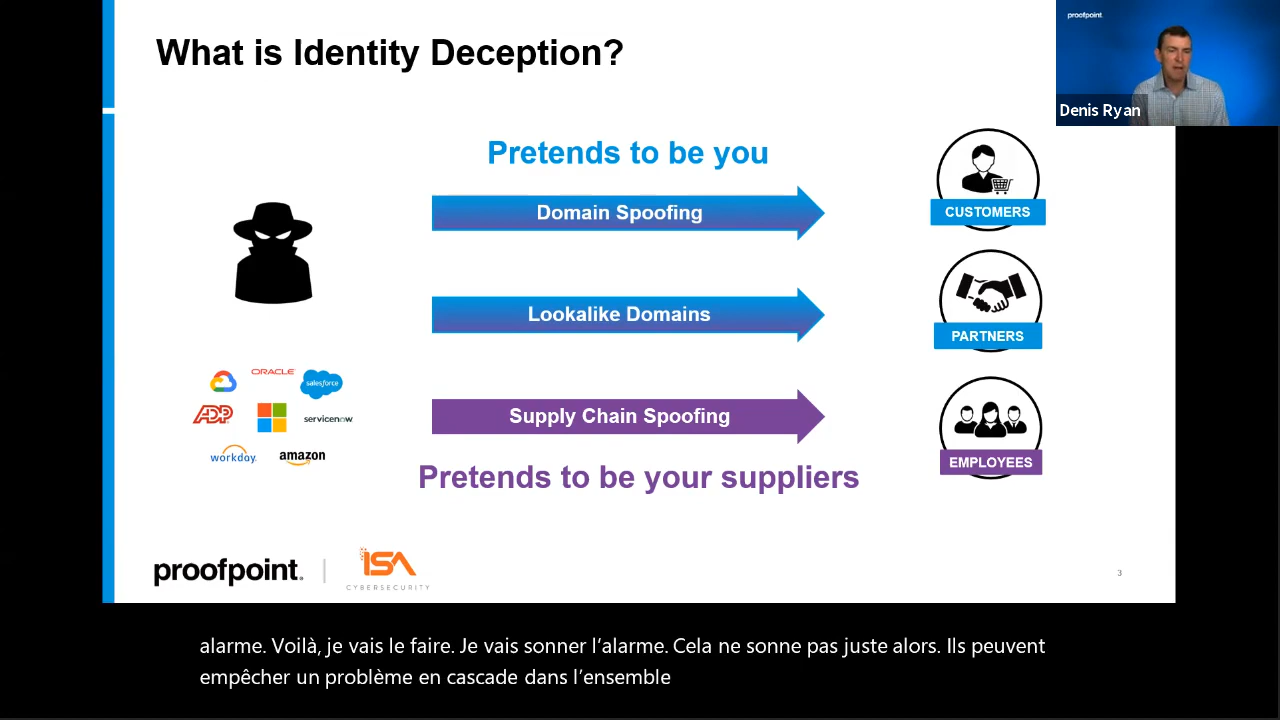 What is Identity Deception?
proofpoint.
Denis Ryan
Pretends to be you
Domain Spoofing
CUSTOMERS
Lookalike Domains
PARTNERS
ORACLE
salesforce
ADP
servicenow
workday.
amazon
Supply Chain Spoofing
EMPLOYEES
Pretends to be your suppliers
proofpoint.
ISA
CYBERSECURITY
3
alarme. Voilà, je vais le faire. Je vais sonner l'alarme. Cela ne sonne pas juste alors. Ils peuvent
empêcher un problème en cascade dans l'ensemble